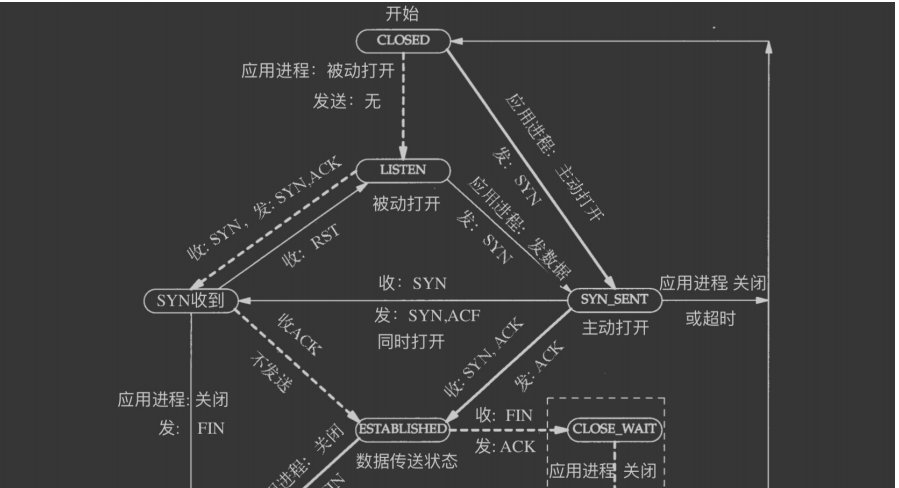 开始
CLOSED
应用进程：被动打开
发送：无
应用进程：主动打开
发：SYN
LISTEN
被动打开
收: SYN，发: SYN,ACK
收：RST
应用进程：发数据
发：SYN
SYN收到
收：SYN
发：SYN,ACF
同时打开
SYN_SENT
主动打开
应用进程 关闭
或超时
收ACK
不发送
收: SYN, ACK
发: ACK
应用进程: 关闭
发: FIN
ESTABLISHED
数据传送状态
收: FIN
发: ACK
CLOSE_WAIT
应用进程 关闭
进程：关闭